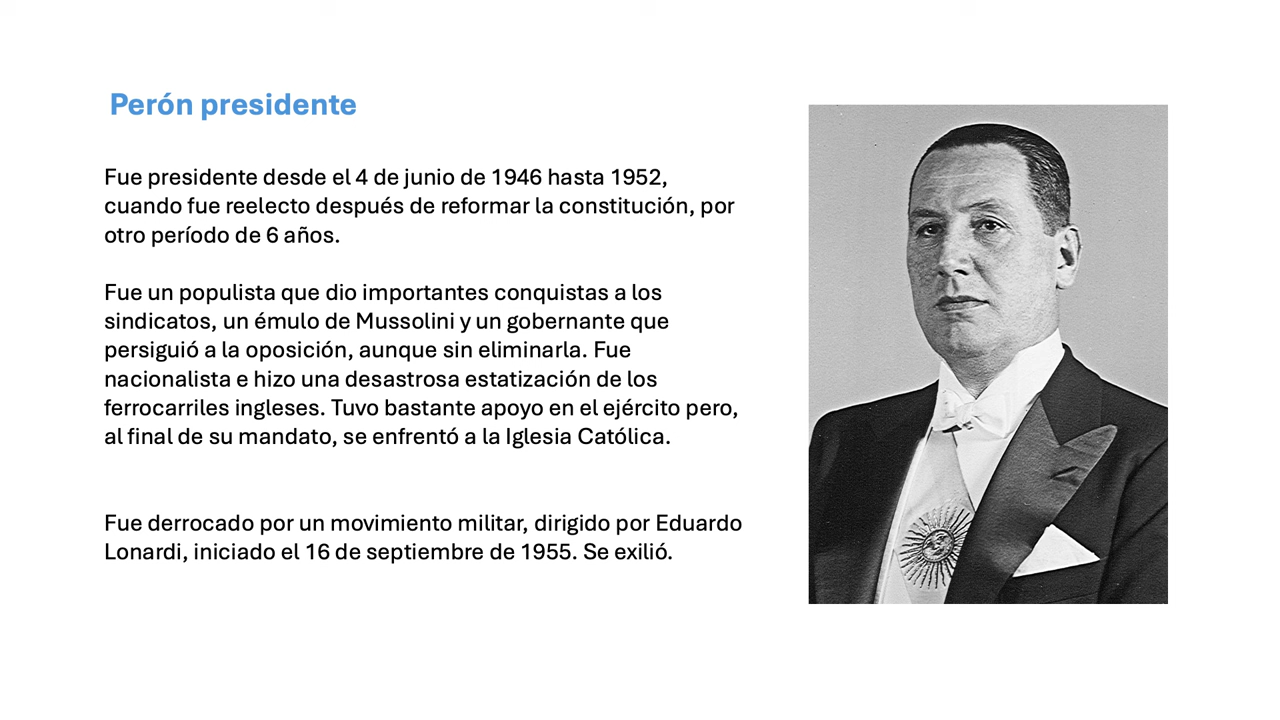 Perón presidente
Fue presidente desde el 4 de junio de 1946 hasta 1952,
cuando fue reelecto después de reformar la constitución, por
otro período de 6 años.
Fue un populista que dio importantes conquistas a los
sindicatos, un émulo de Mussolini y un gobernante que
persiguió a la oposición, aunque sin eliminarla. Fue
nacionalista e hizo una desastrosa estatización de los
ferrocarriles ingleses. Tuvo bastante apoyo en el ejército pero,
al final de su mandato, se enfrentó a la Iglesia Católica.
Fue derrocado por un movimiento militar, dirigido por Eduardo
Lonardi, iniciado el 16 de septiembre de 1955. Se exilió.